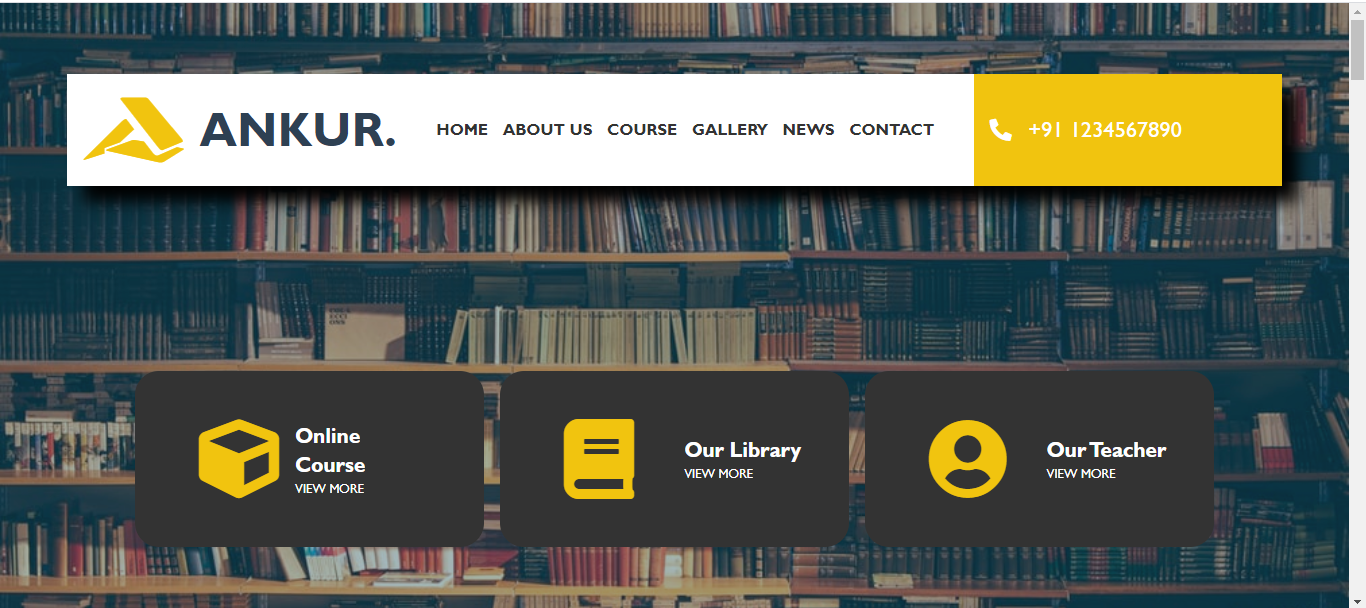 ANKUR.
HOME ABOUT US COURSE GALLERY NEWS CONTACT
+91 1234567890
Online
Course
VIEW MORE
Our Library
VIEW MORE
Our Teacher
VIEW MORE